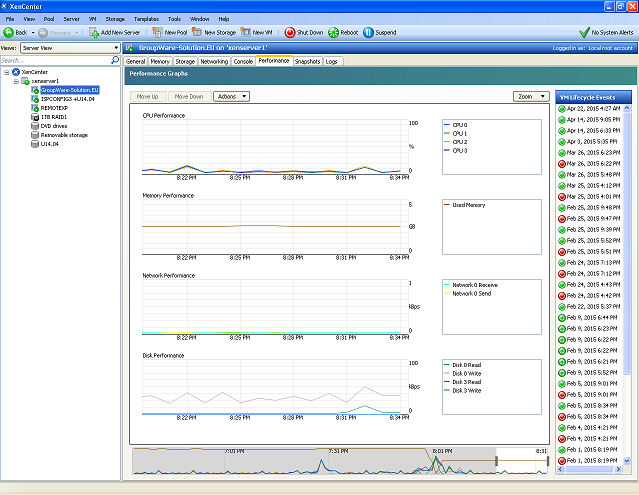 XenCenter
File View Pool Server VM Storage Templates Tools Window Help
Back Forward Add New Server New Pool New Storage New VM Shut Down Reboot Suspend No System Alerts
Views: Server View
GroupWare-Solution.EU on 'xenserver1' Logged in as: Local root account
Search...
General Memory Storage Networking Console Performance Snapshots Logs
Performance Graphs
XenCenter
xenserver1
GroupWare-Solution.EU
ISPCONFIG3 +U14.04
REMOTEXP
1TB RAID1
DVD drives
Removable storage
U14.04
Move Up Move Down Actions Zoom
CPU Performance
100
%
0
8:22 PM 8:25 PM 8:28 PM 8:31 PM 8:34 PM
CPU 0
CPU 1
CPU 2
CPU 3
Memory Performance
5
GB
0
8:22 PM 8:25 PM 8:28 PM 8:31 PM 8:34 PM
Used Memory
Network Performance
1
kBps
0
8:22 PM 8:25 PM 8:28 PM 8:31 PM 8:34 PM
Network 0 Receive
Network 0 Send
Disk Performance
100
kBps
0
8:22 PM 8:25 PM 8:28 PM 8:31 PM 8:34 PM
Disk 0 Read
Disk 0 Write
Disk 3 Read
Disk 3 Write
7:01 PM 7:31 PM 8:01 PM 8:31
VM Lifecycle Events
Apr 22, 2015 4:27 AM
Apr 14, 2015 9:05 PM
Apr 14, 2015 6:33 PM
Apr 3, 2015 5:35 PM
Mar 26, 2015 6:23 PM
Mar 26, 2015 6:22 PM
Mar 26, 2015 5:48 PM
Mar 25, 2015 4:12 PM
Mar 25, 2015 4:01 PM
Feb 25, 2015 9:48 PM
Feb 25, 2015 9:47 PM
Feb 25, 2015 9:39 PM
Feb 25, 2015 5:52 PM
Feb 25, 2015 5:51 PM
Feb 24, 2015 7:13 PM
Feb 24, 2015 7:12 PM
Feb 24, 2015 4:43 PM
Feb 24, 2015 4:42 PM
Feb 22, 2015 5:37 PM
Feb 9, 2015 6:44 PM
Feb 9, 2015 6:23 PM
Feb 9, 2015 6:22 PM
Feb 9, 2015 6:21 PM
Feb 9, 2015 5:52 PM
Feb 5, 2015 9:01 PM
Feb 5, 2015 9:01 PM
Feb 5, 2015 8:34 PM
Feb 5, 2015 8:34 PM
Feb 4, 2015 4:21 PM
Feb 4, 2015 4:21 PM
Feb 1, 2015 8:19 PM
Feb 1, 2015 8:19 PM